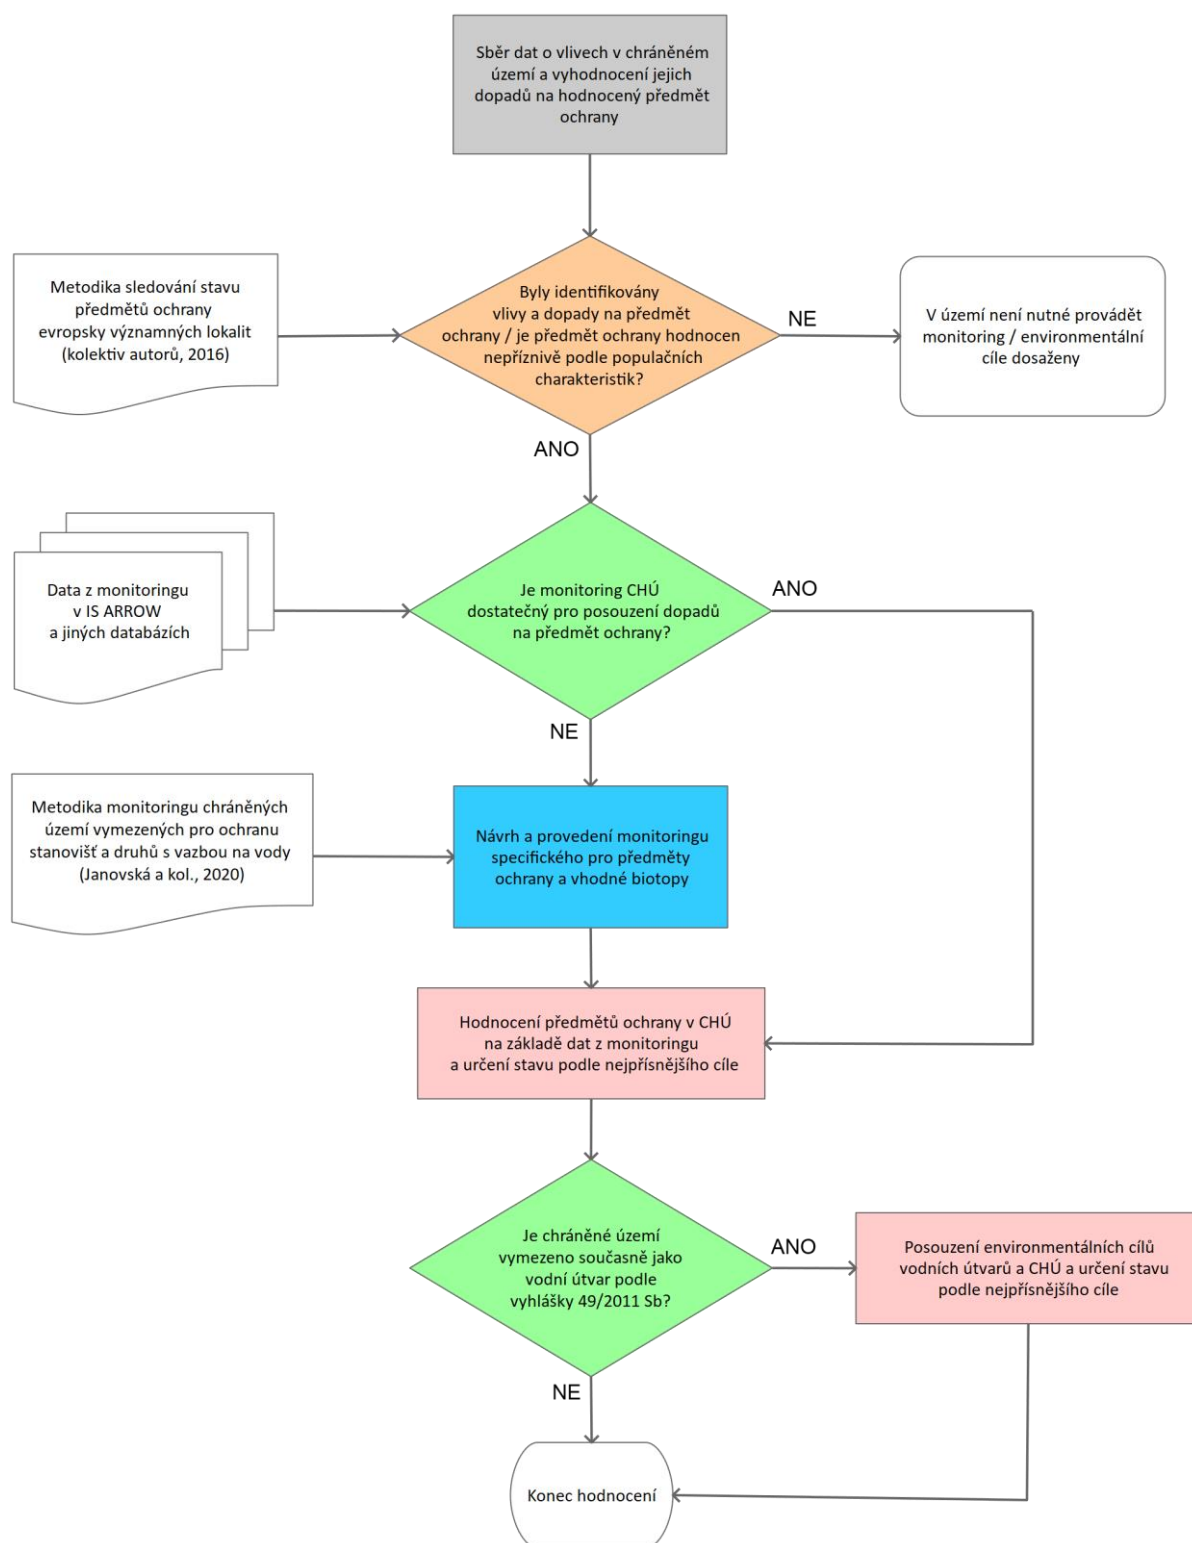 Sběr dat o vlivech v chráněném
území a vyhodnocení jejich
dopadů na hodnocený předmět
ochrany
Metodika sledování stavu
předmětů ochrany
evropsky významných lokalit
(kolektiv autorů, 2016)
Byly identifikovány
vlivy a dopady na předmět
ochrany / je předmět ochrany hodnocen
nepříznivě podle populačních
charakteristik?
NE
V území není nutné provádět
monitoring / environmentální
cíle dosaženy
ANO
Data z monitoringu
v IS ARROW
a jiných databázích
Je monitoring CHÚ
dostatečný pro posouzení dopadů
na předmět ochrany?
ANO
NE
Metodika monitoringu chráněných
území vymezených pro ochranu
stanovišť a druhů s vazbou na vody
(Janovská a kol., 2020)
Návrh a provedení monitoringu
specifického pro předměty
ochrany a vhodné biotopy
Hodnocení předmětů ochrany v CHÚ
na základě dat z monitoringu
a určení stavu podle nejpřísnějšího cíle
Je chráněné území
vymezeno současně jako
vodní útvar podle
vyhlášky 49/2011 Sb?
ANO
Posouzení environmentálních cílů
vodních útvarů a CHÚ a určení stavu
podle nejpřísnějšího cíle
NE
Konec hodnocení